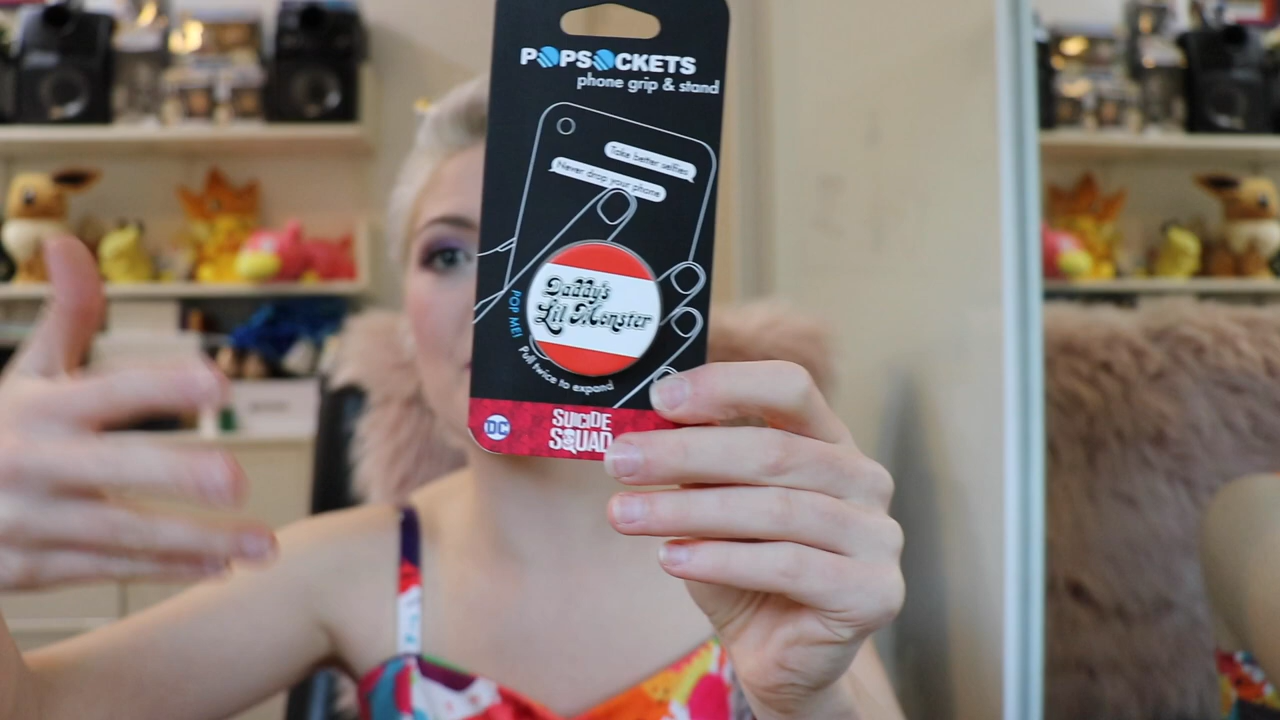 POPSOCKETS
phone grip & stand
Take better selfies
Never drop your phone
Daddy's
Lil Monster
POP ME!
Pull twice to expand
DC
SUICIDE
SQUAD